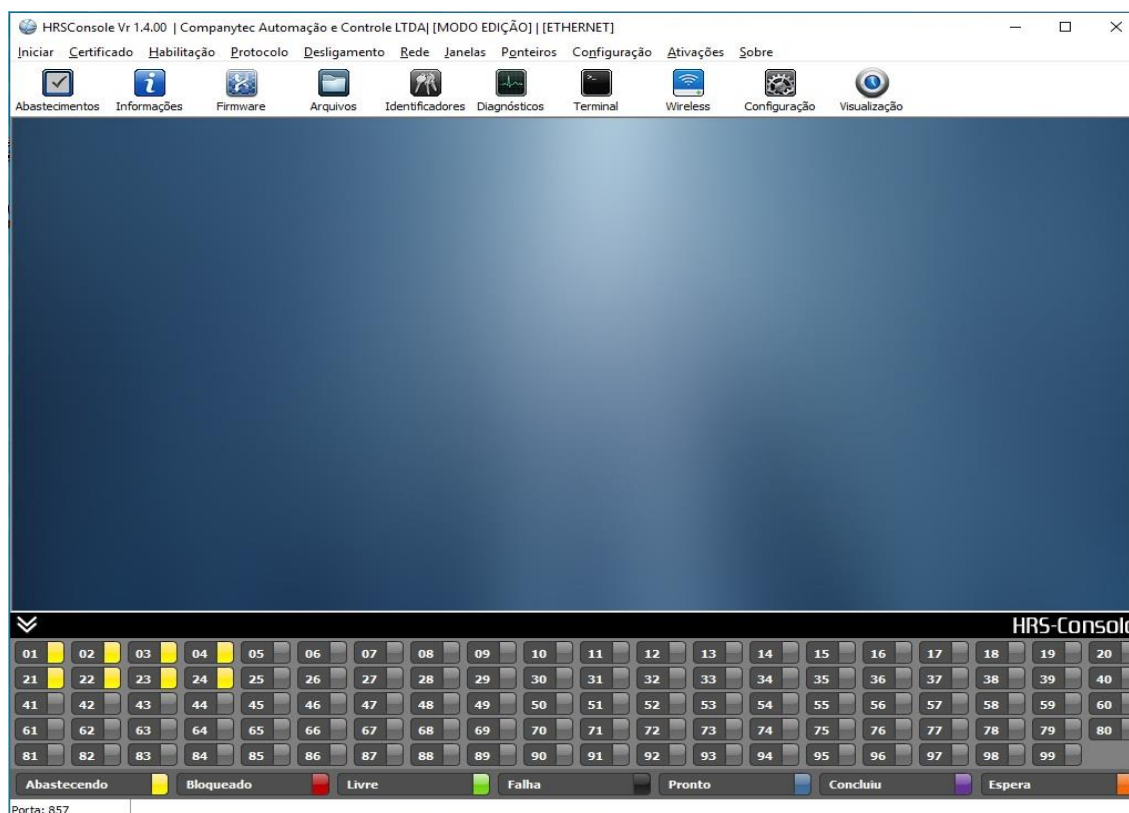 HRSConsole Vr 1.4.00 | Companytec Automação e Controle LTDA| [MODO EDIÇÃO] | [ETHERNET]
Iniciar Certificado Habilitação Protocolo Desligamento Rede Janelas Ponteiros Configuração Ativações Sobre
Abastecimentos Informações Firmware Arquivos Identificadores Diagnósticos Terminal Wireless Configuração Visualização
HRS-Console
01 02 03 04 05 06 07 08 09 10 11 12 13 14 15 16 17 18 19 20
21 22 23 24 25 26 27 28 29 30 31 32 33 34 35 36 37 38 39 40
41 42 43 44 45 46 47 48 49 50 51 52 53 54 55 56 57 58 59 60
61 62 63 64 65 66 67 68 69 70 71 72 73 74 75 76 77 78 79 80
81 82 83 84 85 86 87 88 89 90 91 92 93 94 95 96 97 98 99
Abastecendo Bloqueado Livre Falha Pronto Concluiu Espera
Porta: 857